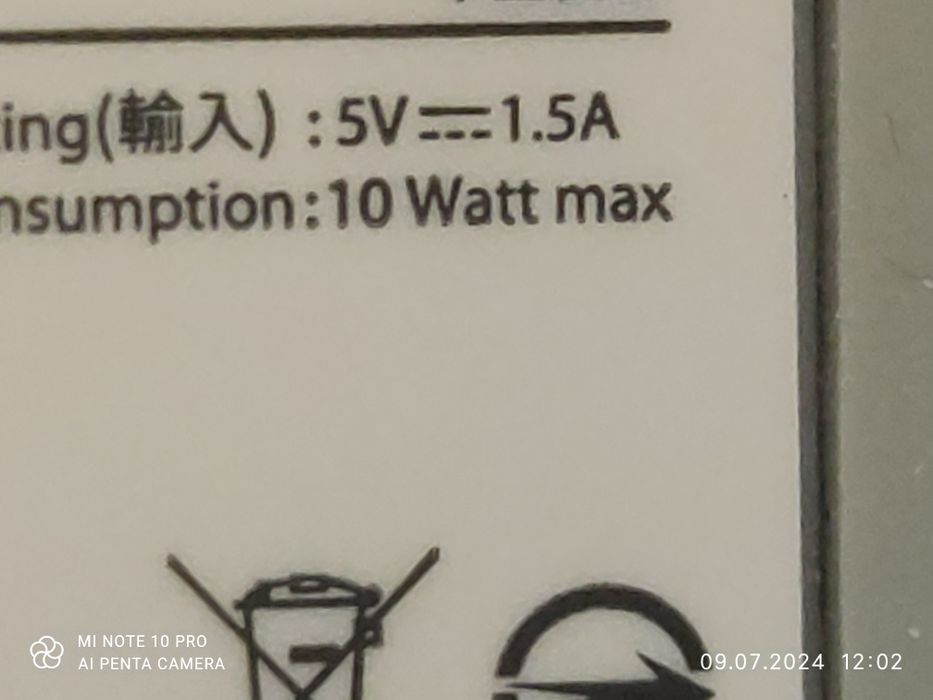 ing(輸入) : 5V⎓1.5A
nsumption:10 Watt max
MI NOTE 10 PRO
AI PENTA CAMERA
09.07.2024 12:02